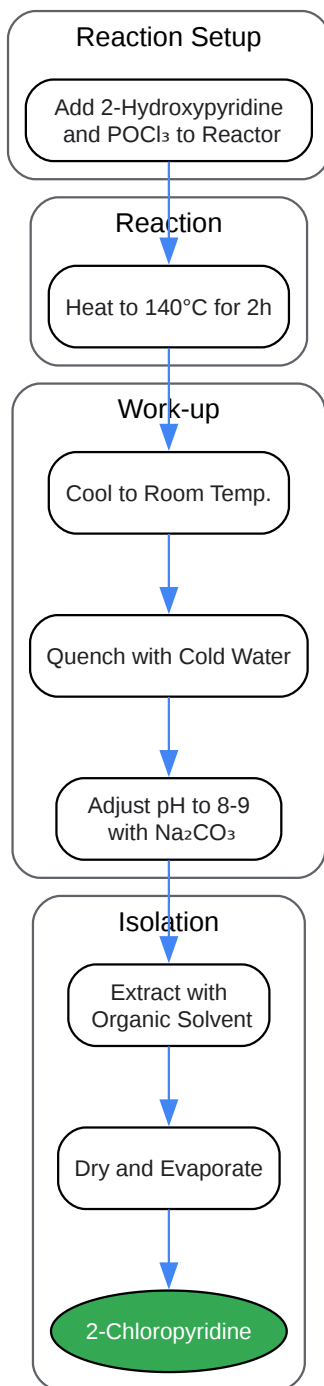 Reaction Setup
Add 2-Hydroxypyridine
and POCl₃ to Reactor
Reaction
Heat to 140°C for 2h
Work-up
Cool to Room Temp.
Quench with Cold Water
Adjust pH to 8-9
with Na₂CO₃
Isolation
Extract with
Organic Solvent
Dry and Evaporate
2-Chloropyridine